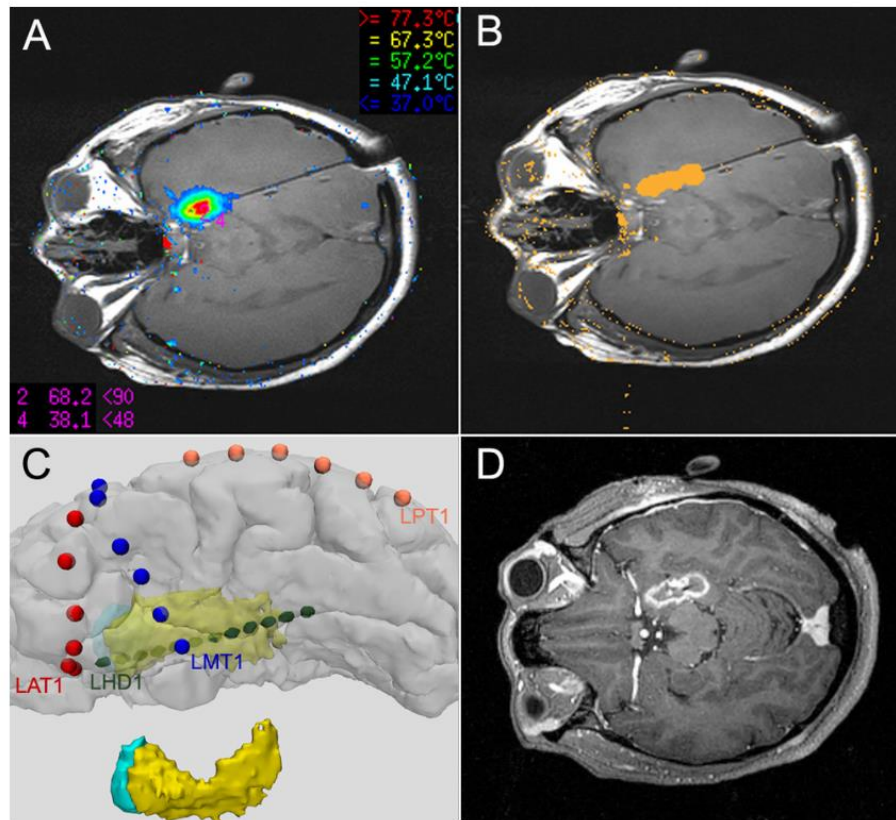 A
>= 77.3°C
= 67.3°C
= 57.2°C
= 47.1°C
<= 37.0°C
2 68.2 <90
4 38.1 <48
B
C
LPT1
LMT1
LAT1
LHD1
D